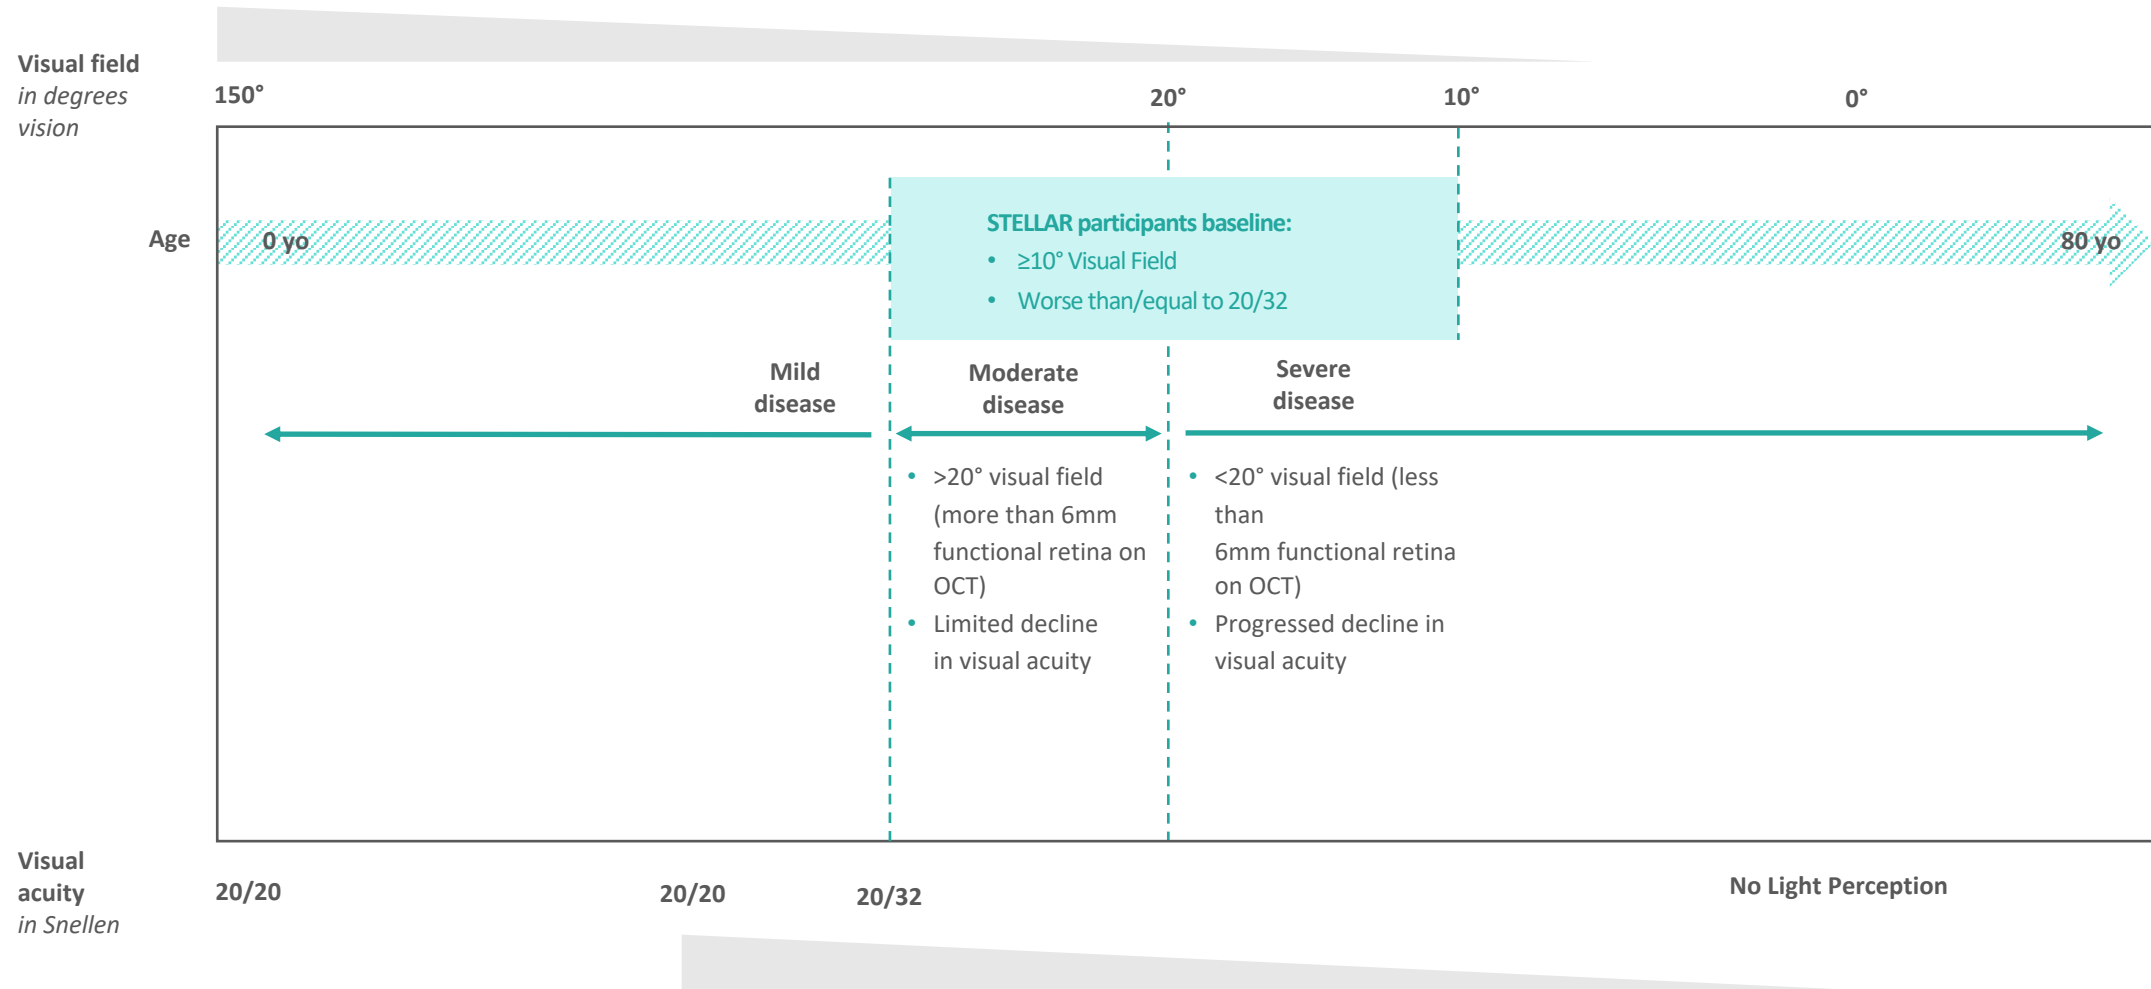 Visual field
in degrees
vision
150°
20°
10°
0°
Age
0 yo
STELLAR participants baseline:
• ≥10° Visual Field
• Worse than/equal to 20/32
80 yo
Mild
disease
Moderate
disease
Severe
disease
• >20° visual field
(more than 6mm
functional retina on
OCT)
• Limited decline
in visual acuity
• <20° visual field (less
than
6mm functional retina
on OCT)
• Progressed decline in
visual acuity
Visual
acuity
in Snellen
20/20
20/20
20/32
No Light Perception